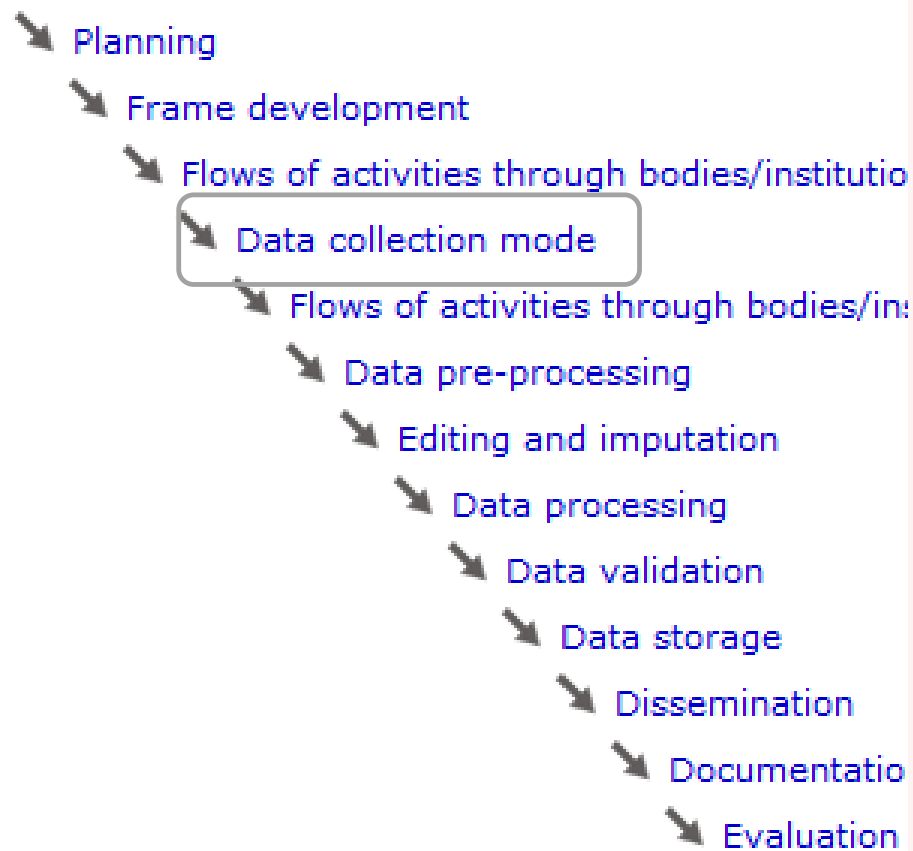 Planning
Frame development
Flows of activities through bodies/institutio
Data collection mode
Flows of activities through bodies/ins
Data pre-processing
Editing and imputation
Data processing
Data validation
Data storage
Dissemination
Documentatio
Evaluation